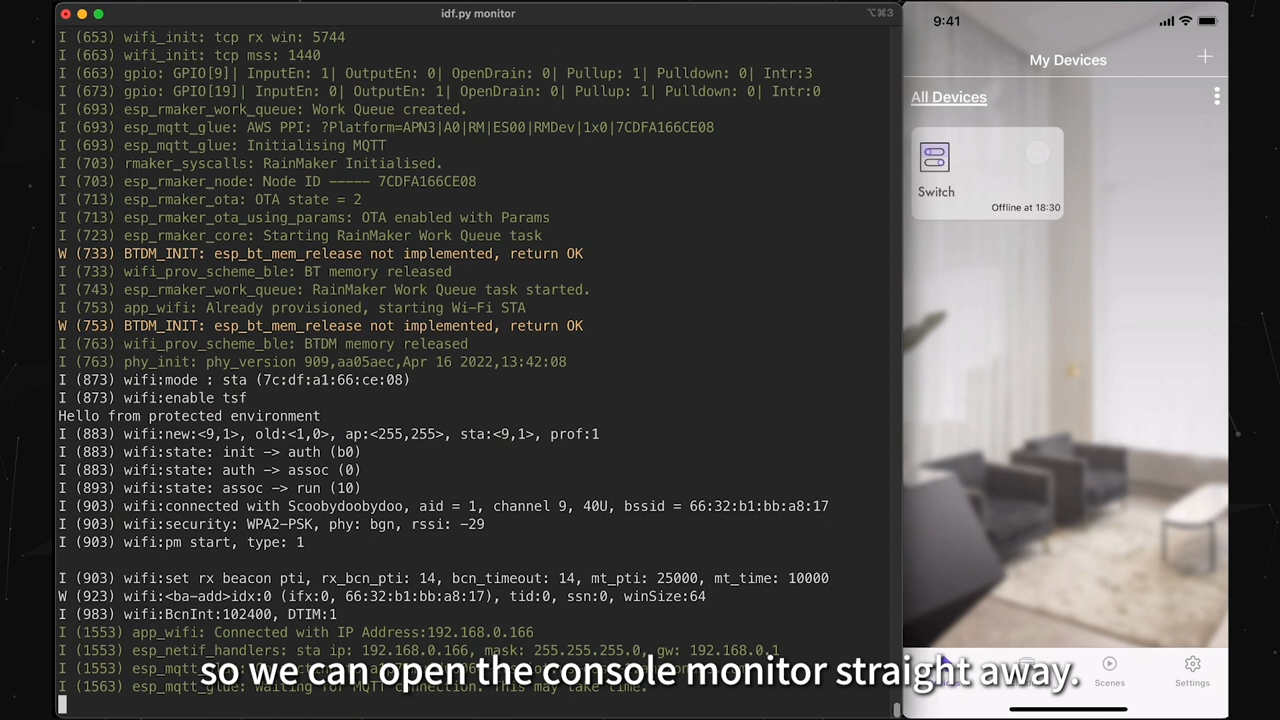 idf.py monitor
⌥⌘3
I (653) wifi_init: tcp rx win: 5744
I (663) wifi_init: tcp mss: 1440
I (663) gpio: GPIO[9]| InputEn: 1| OutputEn: 0| OpenDrain: 0| Pullup: 1| Pulldown: 0| Intr:3
I (673) gpio: GPIO[19]| InputEn: 0| OutputEn: 1| OpenDrain: 0| Pullup: 1| Pulldown: 0| Intr:0
I (693) esp_rmaker_work_queue: Work Queue created.
I (693) esp_mqtt_glue: AWS PPI: ?Platform=APN3|A0|RM|ES00|RMDev|1x0|7CDFA166CE08
I (693) esp_mqtt_glue: Initialising MQTT
I (703) rmaker_syscalls: RainMaker Initialised.
I (703) esp_rmaker_node: Node ID ----- 7CDFA166CE08
I (713) esp_rmaker_ota: OTA state = 2
I (713) esp_rmaker_ota_using_params: OTA enabled with Params
I (723) esp_rmaker_core: Starting RainMaker Work Queue task
W (733) BTDM_INIT: esp_bt_mem_release not implemented, return OK
I (733) wifi_prov_scheme_ble: BT memory released
I (743) esp_rmaker_work_queue: RainMaker Work Queue task started.
I (753) app_wifi: Already provisioned, starting Wi-Fi STA
W (753) BTDM_INIT: esp_bt_mem_release not implemented, return OK
I (763) wifi_prov_scheme_ble: BTDM memory released
I (763) phy_init: phy_version 909,aa05aec,Apr 16 2022,13:42:08
I (873) wifi:mode : sta (7c:df:a1:66:ce:08)
I (873) wifi:enable tsf
Hello from protected environment
I (883) wifi:new:<9,1>, old:<1,0>, ap:<255,255>, sta:<9,1>, prof:1
I (883) wifi:state: init -> auth (b0)
I (883) wifi:state: auth -> assoc (0)
I (893) wifi:state: assoc -> run (10)
I (903) wifi:connected with Scoobydoobydoo, aid = 1, channel 9, 40U, bssid = 66:32:b1:bb:a8:17
I (903) wifi:security: WPA2-PSK, phy: bgn, rssi: -29
I (903) wifi:pm start, type: 1
I (903) wifi:set rx beacon pti, rx_bcn_pti: 14, bcn_timeout: 14, mt_pti: 25000, mt_time: 10000
W (923) wifi:<ba-add>idx:0 (ifx:0, 66:32:b1:bb:a8:17), tid:0, ssn:0, winSize:64
I (983) wifi:BcnInt:102400, DTIM:1
I (1553) app_wifi: Connected with IP Address:192.168.0.166
I (1553) esp_netif_handlers: sta ip: 192.168.0.166, mask: 255.255.255.0, gw: 192.168.0.1
I (1553) esp_mqtt
I (1563) esp_mqtt_glue: Waiting for MQTT connection. This may take time.
so we can open the console monitor straight away.
9:41
My Devices
All Devices
Switch
Offline at 18:30
Scenes
Settings